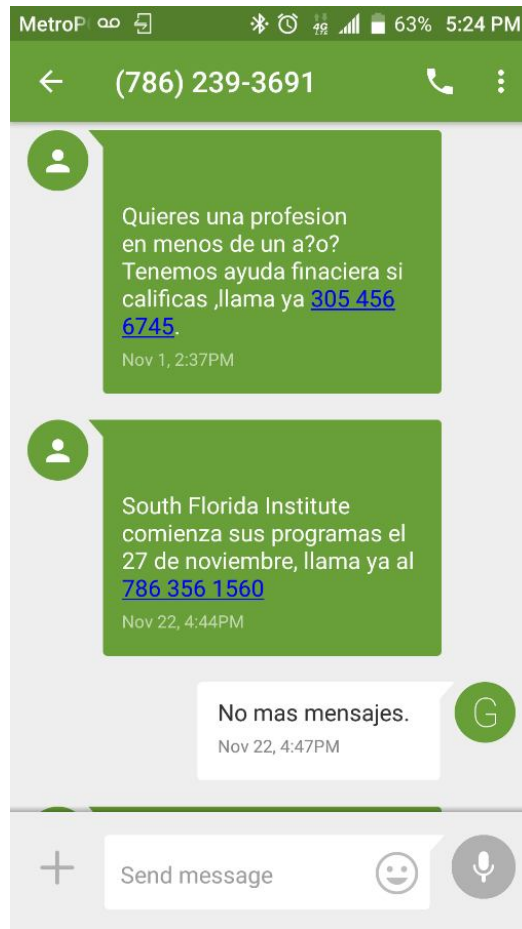 MetroP 4G LTE 63% 5:24 PM
(786) 239-3691
Quieres una profesion
en menos de un a?o?
Tenemos ayuda finaciera si
calificas ,llama ya 305 456
6745.
Nov 1, 2:37PM
South Florida Institute
comienza sus programas el
27 de noviembre, llama ya al
786 356 1560
Nov 22, 4:44PM
No mas mensajes.
G
Nov 22, 4:47PM
Send message